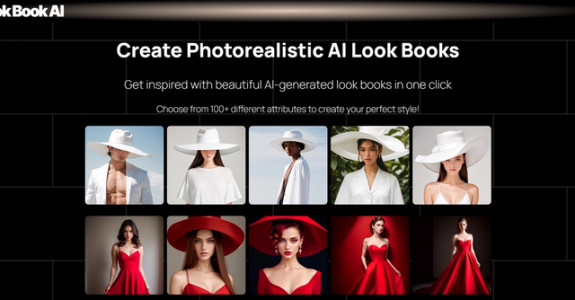 ok Book AI
Create Photorealistic AI Look Books
Get inspired with beautiful AI-generated look books in one click
Choose from 100+ different attributes to create your perfect style!